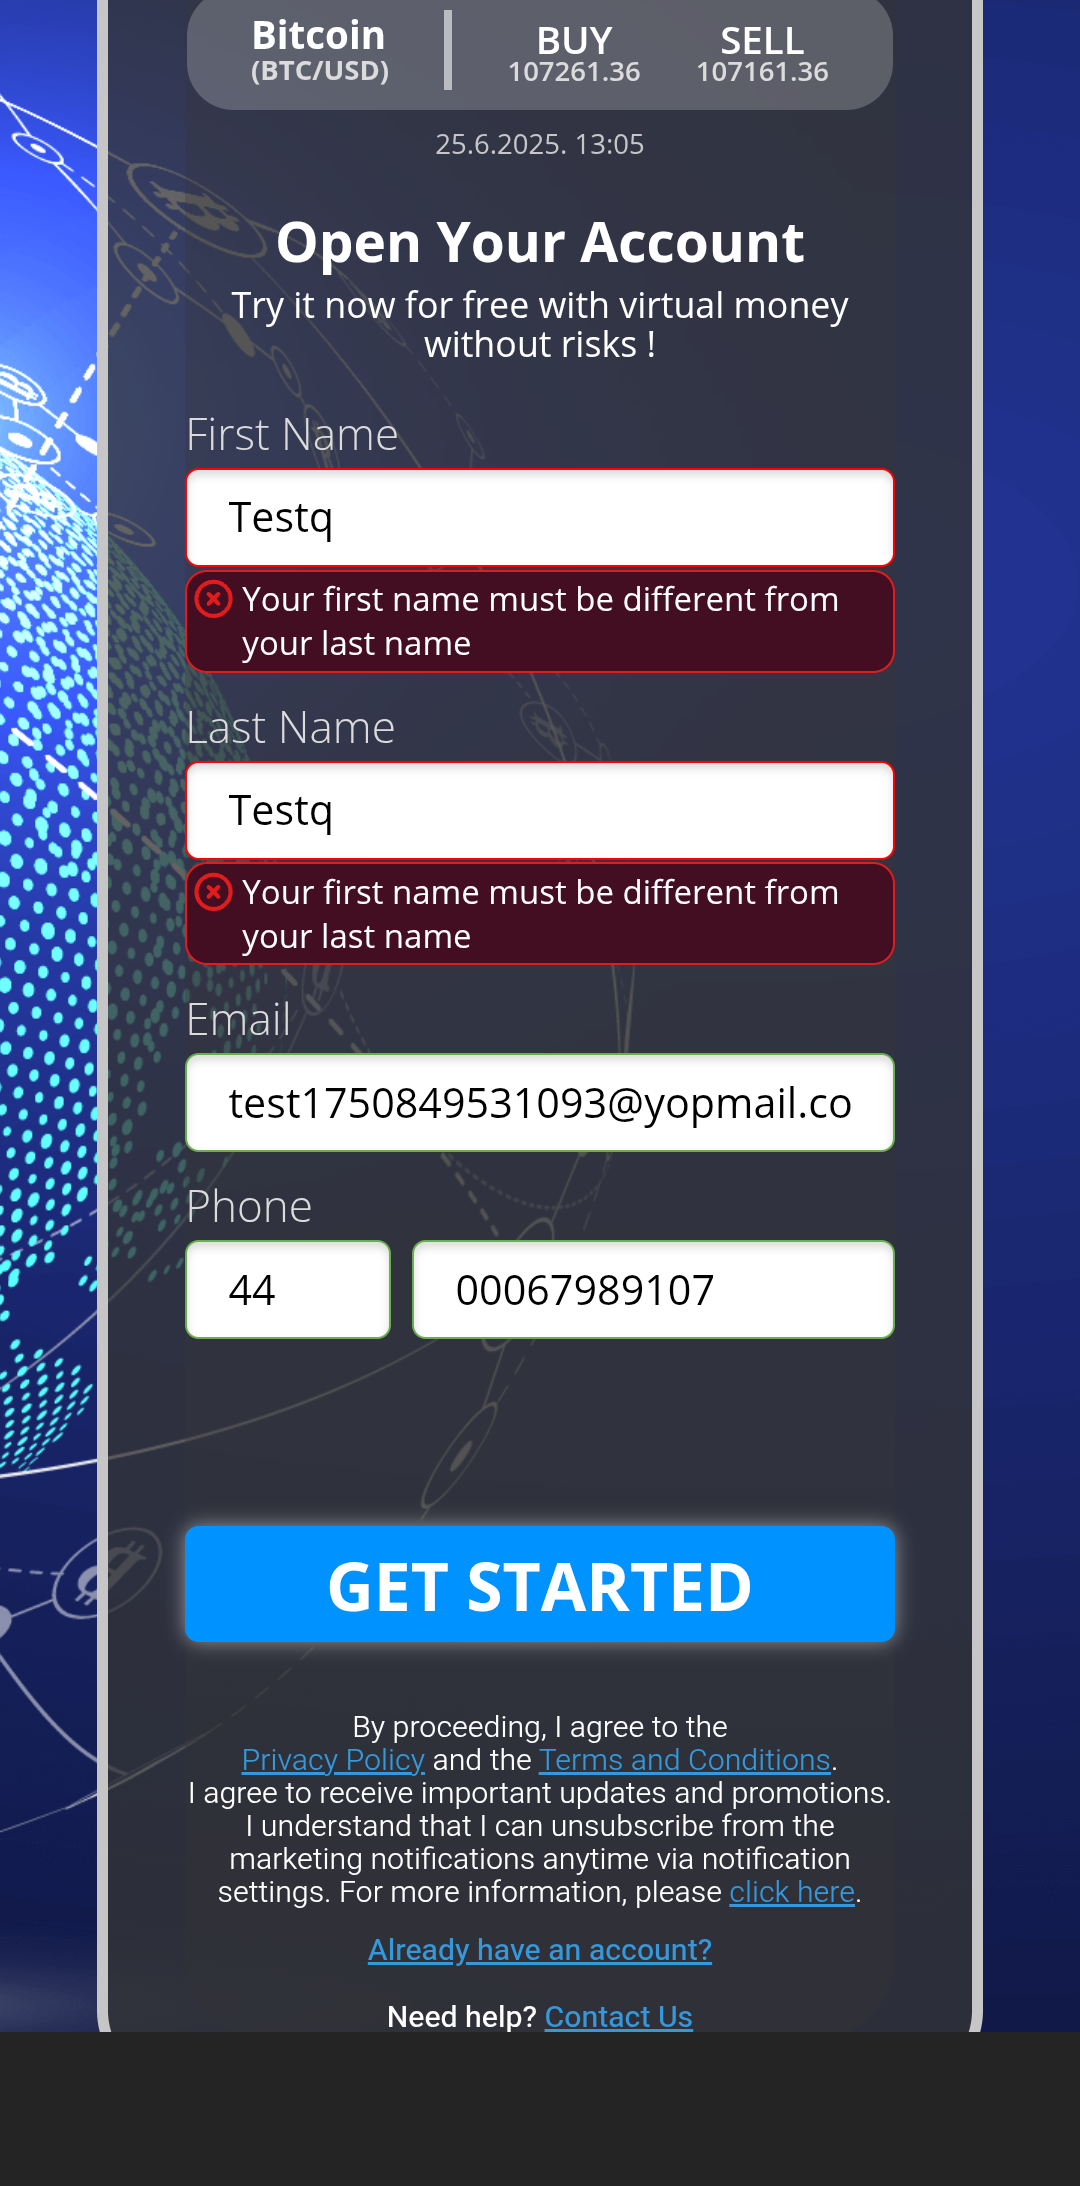 Bitcoin
(BTC/USD)
BUY
107261.36
SELL
107161.36
25.6.2025. 13:05
Open Your Account
Try it now for free with virtual money
without risks !
First Name
Testq
Your first name must be different from
your last name
Last Name
Testq
Your first name must be different from
your last name
Email
test1750849531093@yopmail.co
Phone
44
00067989107
GET STARTED
By proceeding, I agree to the
Privacy Policy and the Terms and Conditions.
I agree to receive important updates and promotions.
I understand that I can unsubscribe from the
marketing notifications anytime via notification
settings. For more information, please click here.
Already have an account?
Need help? Contact Us